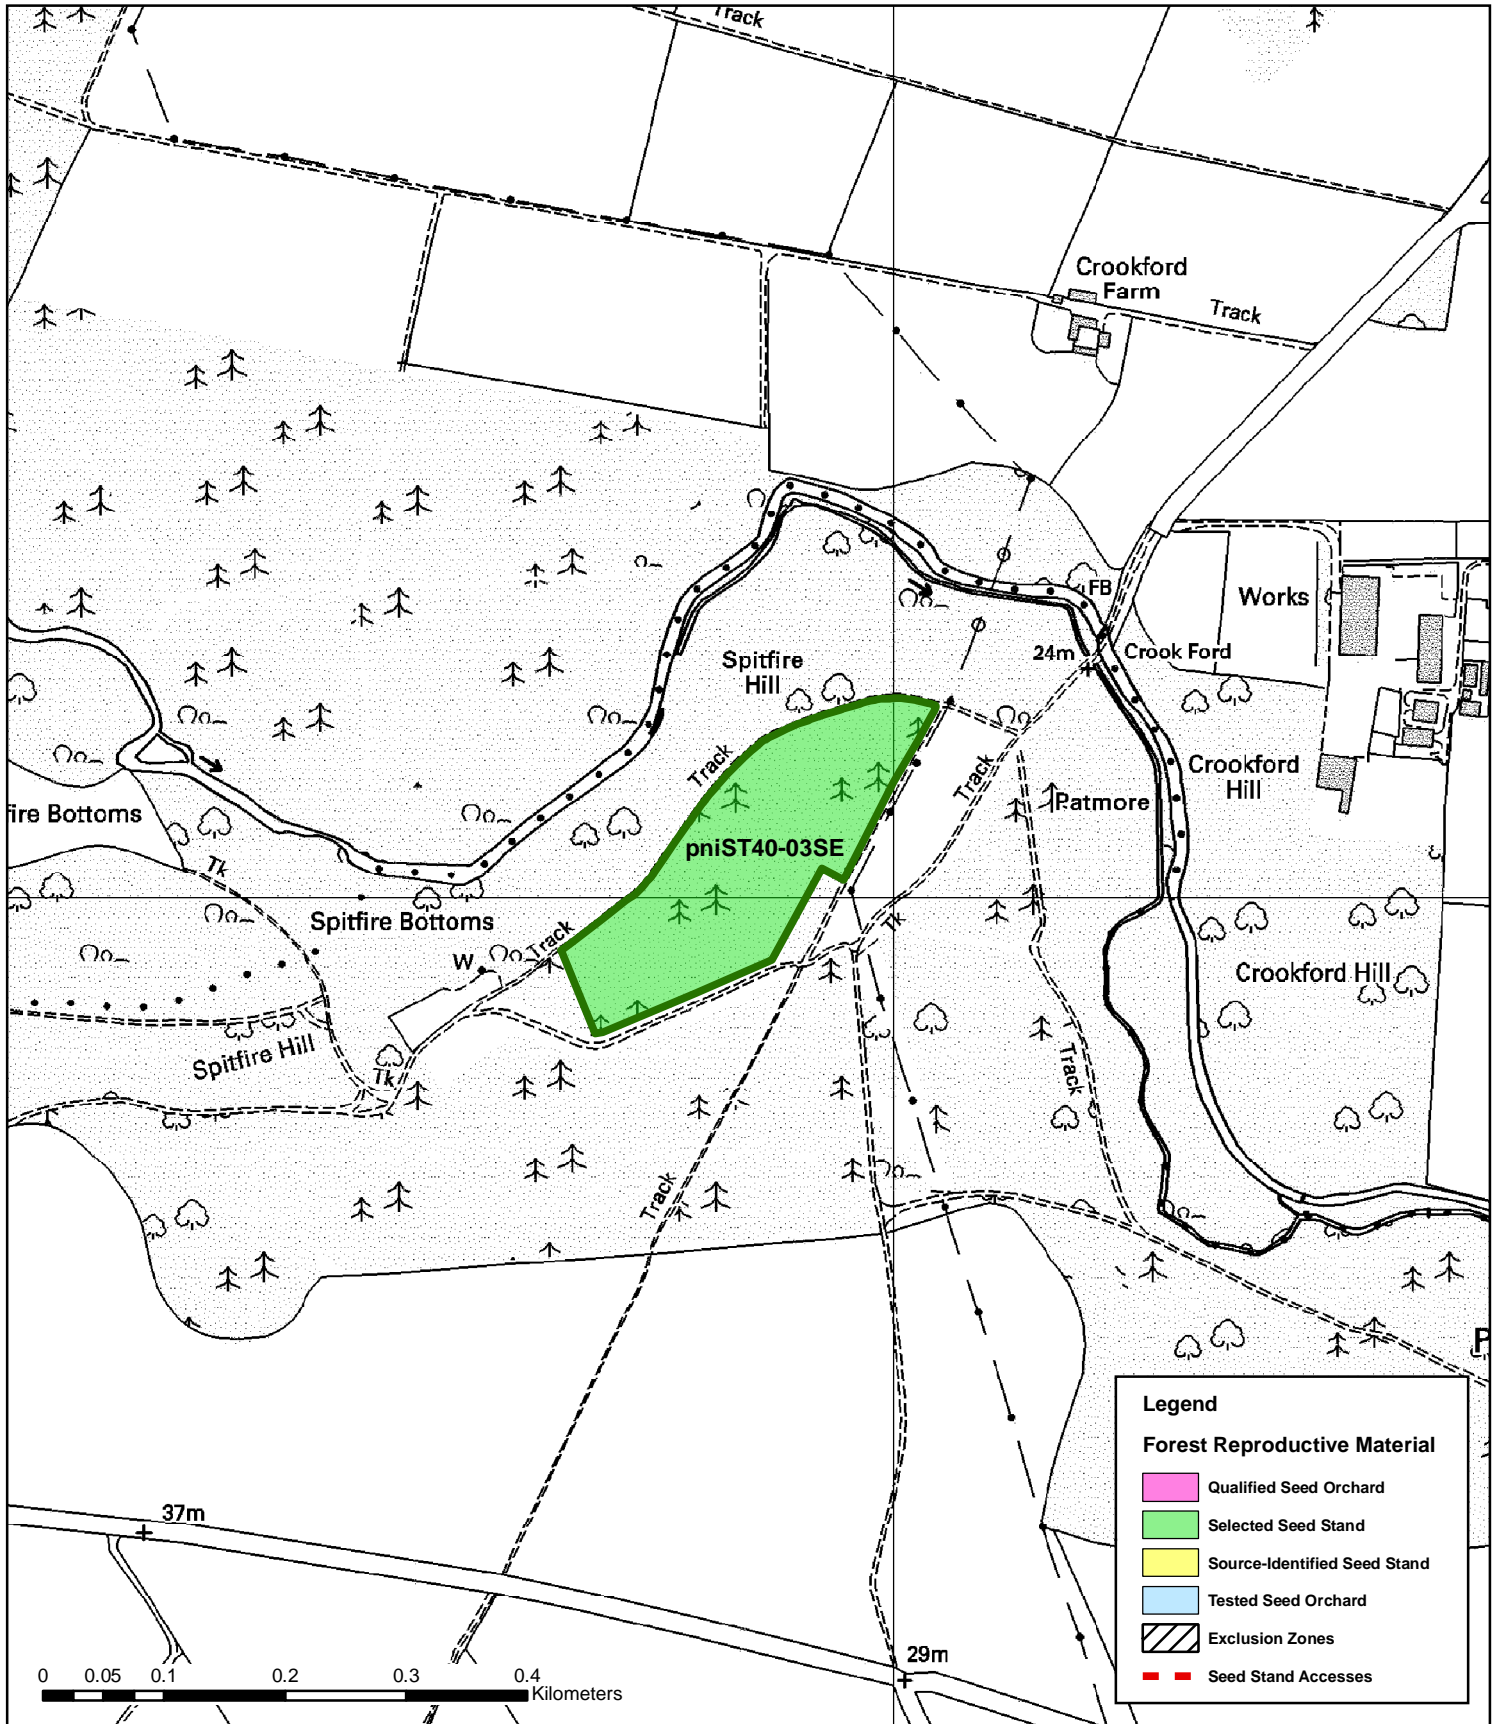 Track
Crookford
Farm
Track
Works
FB
24m
Crook Ford
Spitfire
Hill
Track
Track
Crookford
Hill
Patmore
fire Bottoms
pniST40-03SE
Tk
Spitfire Bottoms
Track
Tk
W
Crookford Hill
Spitfire Hill
Tk
Track
Track
P
Legend
Forest Reproductive Material
Qualified Seed Orchard
Selected Seed Stand
Source-Identified Seed Stand
Tested Seed Orchard
Exclusion Zones
Seed Stand Accesses
37m
29m
0 0.05 0.1 0.2 0.3 0.4
Kilometers